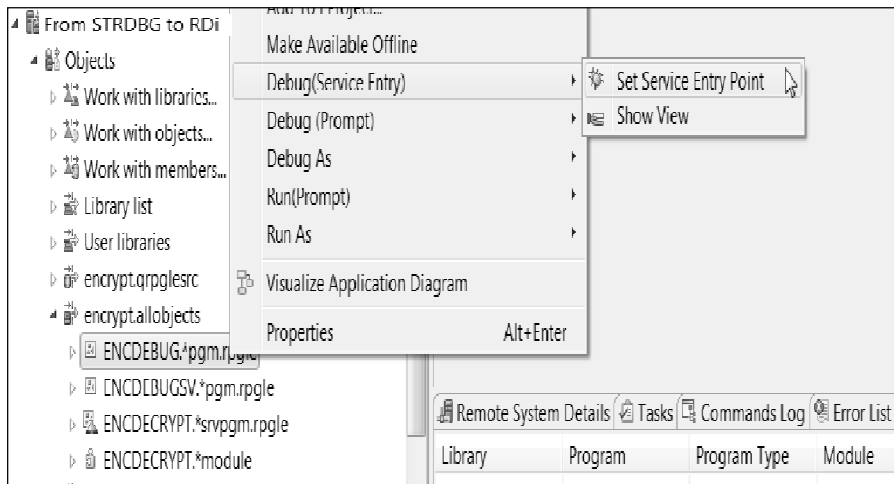 From STRDBG to RDi
Objects
Work with libraries...
Work with objects...
Work with members...
Library list
User libraries
encrypt.qrpglesrc
encrypt.allobjects
ENCDEBUG.*pgm.rpgle
ENCDEBUGSV.*pgm.rpgle
ENCDECRYPT.*srvpgm.rpgle
ENCDECRYPT.*module
Make Available Offline
Debug(Service Entry)
Debug (Prompt)
Debug As
Run(Prompt)
Run As
Visualize Application Diagram
Properties Alt+Enter
Set Service Entry Point
Show View
Remote System Details Tasks Commands Log Error List
Library Program Program Type Module